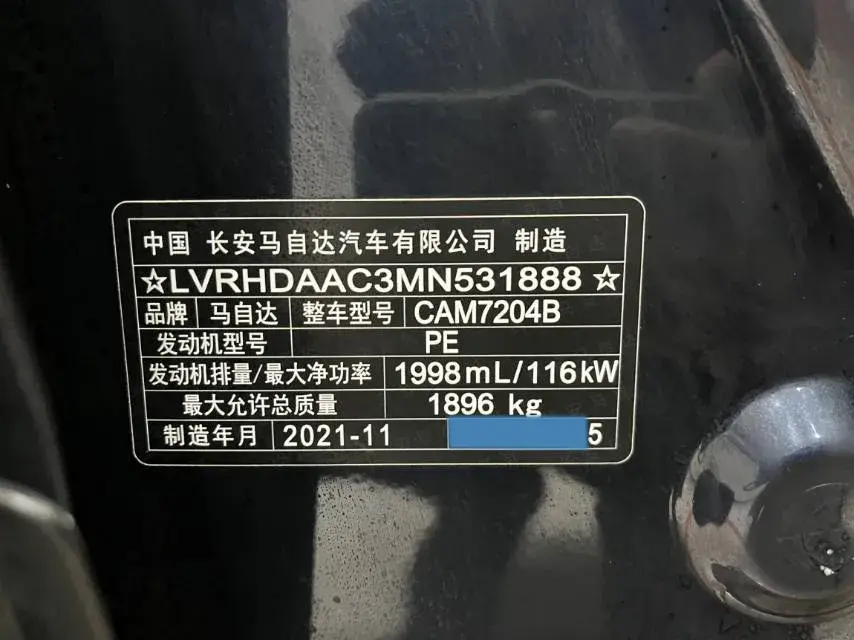 中国 长安马自达汽车有限公司 制造
☆LVRHDAAC3MN531888☆
品牌 马自达 整车型号 CAM7204B
发动机型号 PE
发动机排量/最大净功率 1998mL/116kW
最大允许总质量 1896 kg
制造年月 2021-11 5